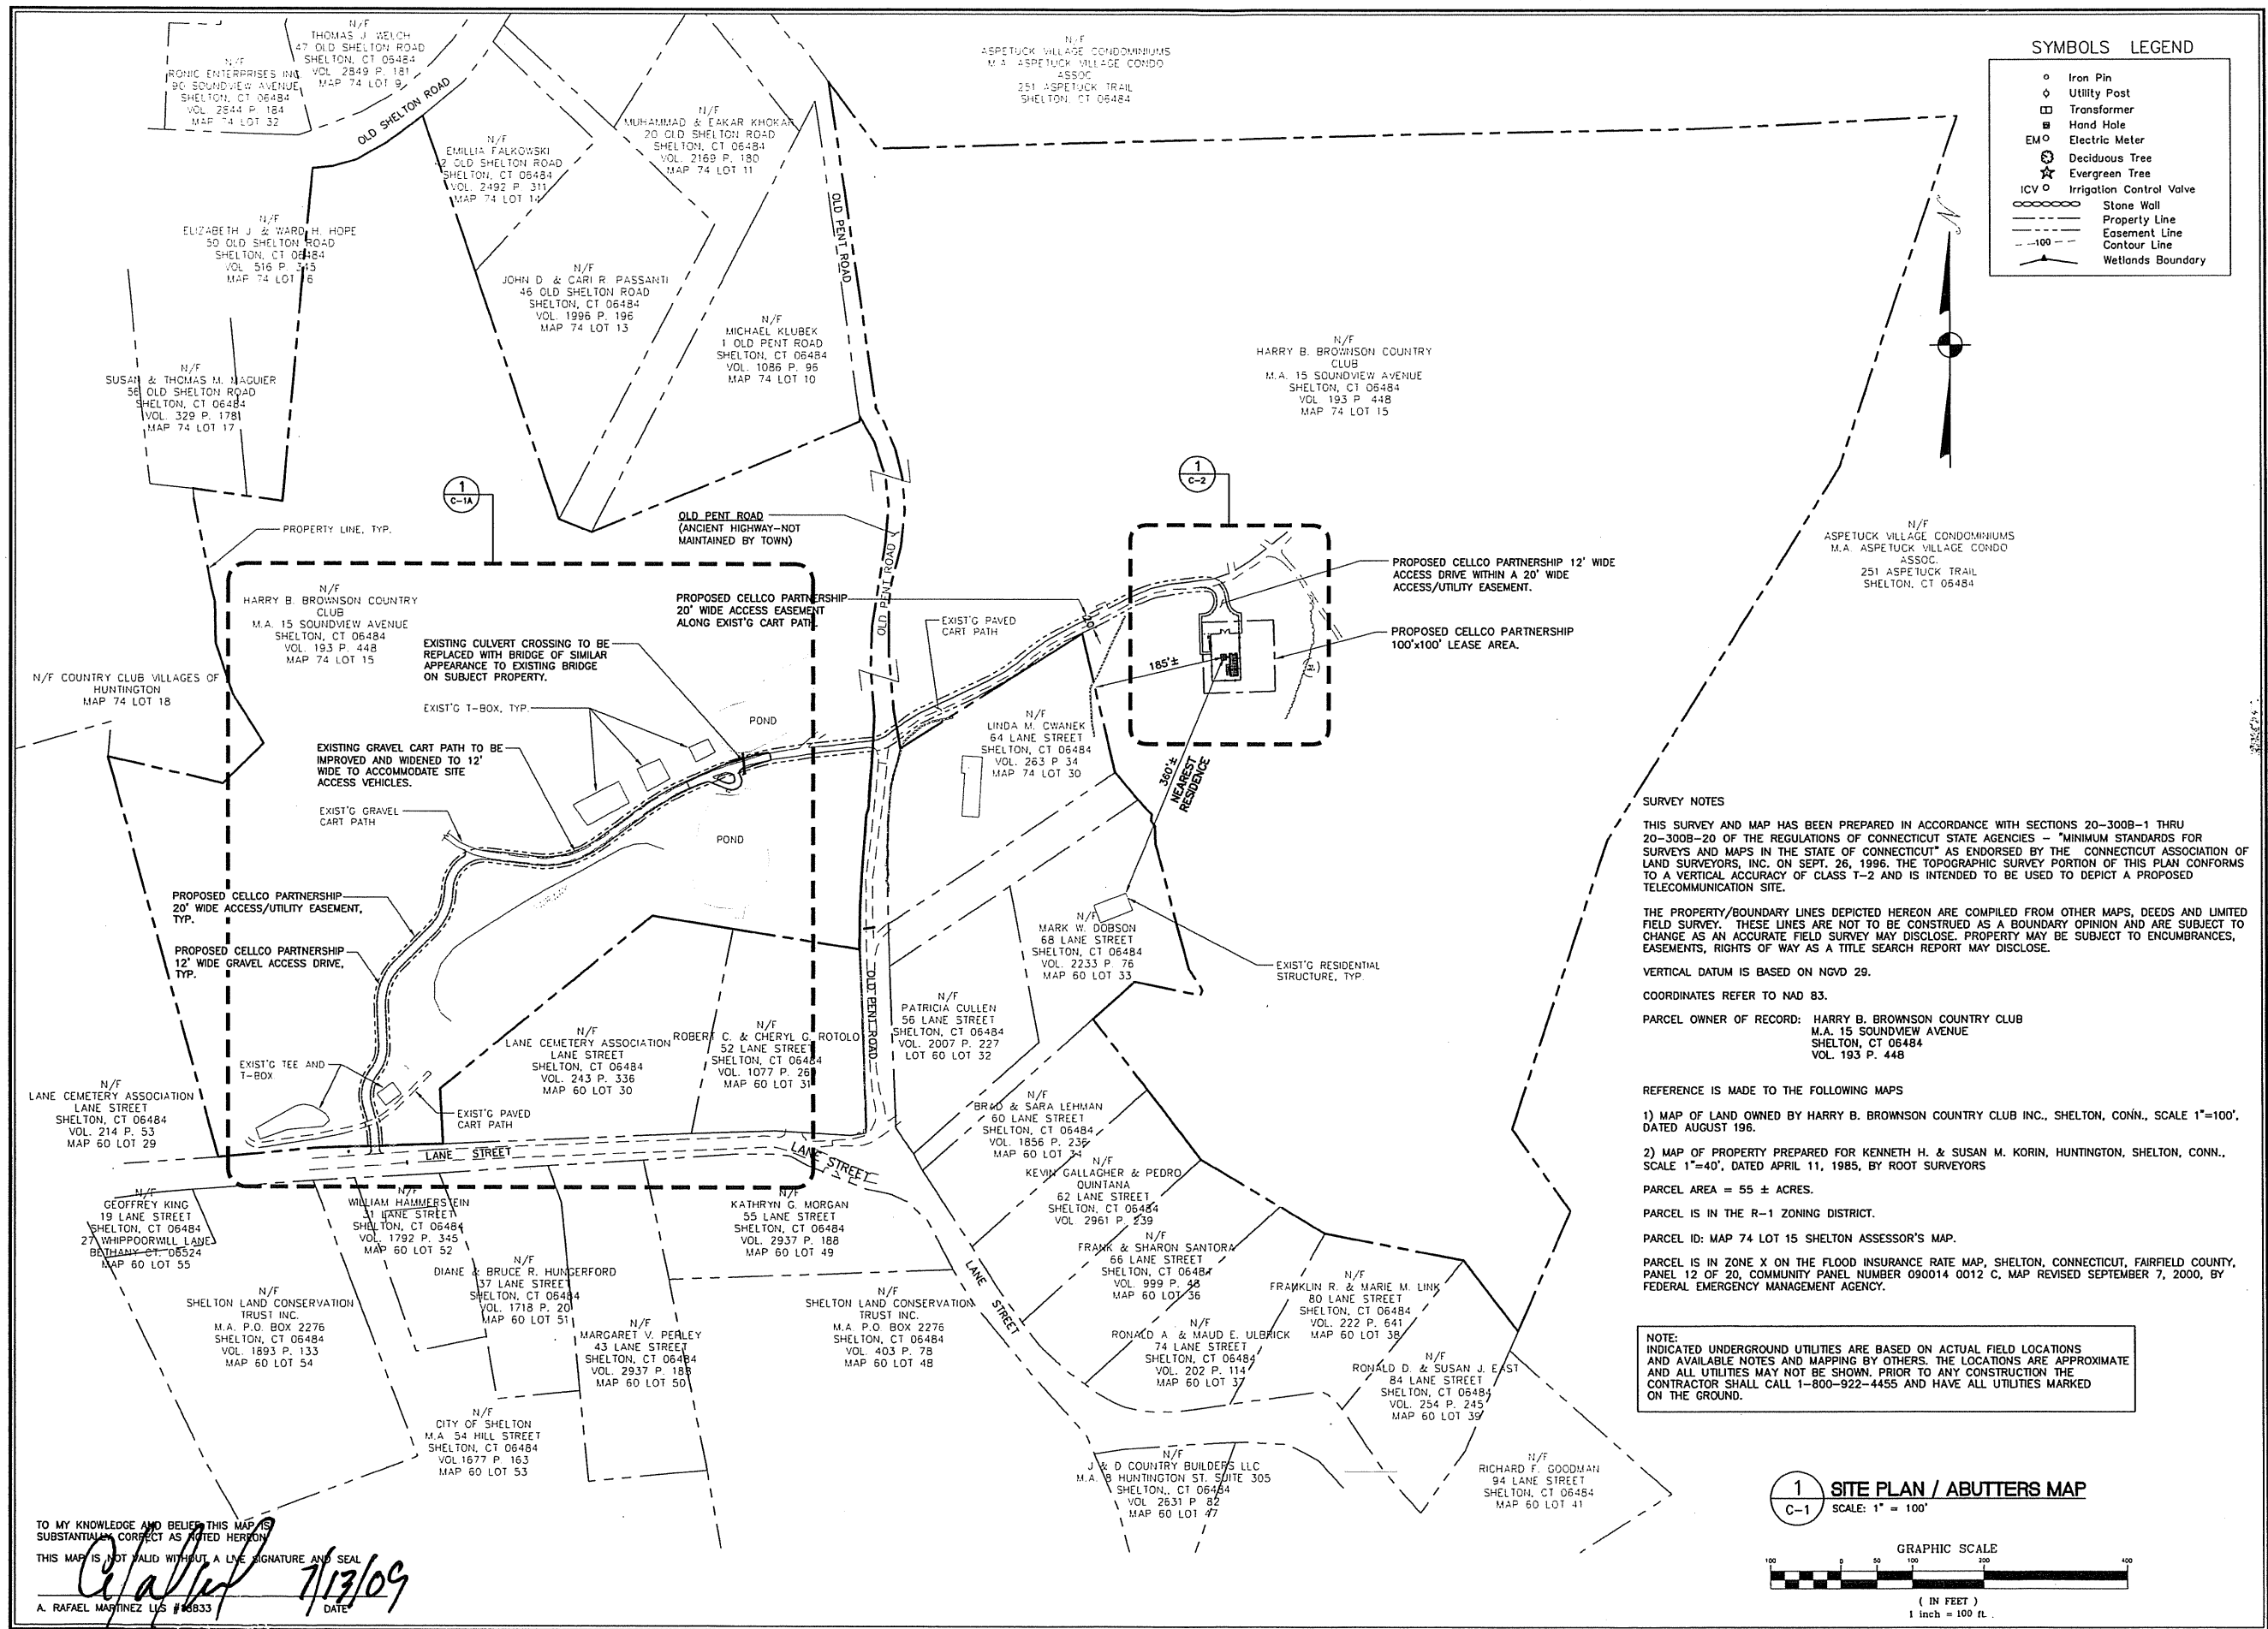 N/F
THOMAS J. WELCH
47 OLD SHELTON ROAD
SHELTON, CT 06484
VOL. 2849 P. 181
MAP 74 LOT 9
N/F
RONIC ENTERPRISES INC
90 SOUNDVIEW AVENUE
SHELTON, CT 06484
VOL. 2844 P. 184
MAP 74 LOT 32
OLD SHELTON ROAD
N/F
EMILLIA FALKOWSKI
42 OLD SHELTON ROAD
SHELTON, CT 06484
VOL. 2492 P. 311
MAP 74 LOT 14
N/F
MUHAMMAD & EAKAR KHOKAR
20 OLD SHELTON ROAD
SHELTON, CT 06484
VOL. 2169 P. 180
MAP 74 LOT 11
N/F
ASPETUCK VILLAGE CONDOMINIUMS
M.A. ASPETUCK VILLAGE CONDO
ASSOC.
251 ASPETUCK TRAIL
SHELTON, CT 06484
SYMBOLS LEGEND
Iron Pin
Utility Post
Transformer
Hand Hole
EM Electric Meter
Deciduous Tree
Evergreen Tree
ICV Irrigation Control Valve
Stone Wall
Property Line
Easement Line
100 Contour Line
Wetlands Boundary
N
N/F
ELIZABETH J. & WARD H. HOPE
50 OLD SHELTON ROAD
SHELTON, CT 06484
VOL. 516 P. 345
MAP 74 LOT 16
N/F
JOHN D. & CARI R. PASSANTI
46 OLD SHELTON ROAD
SHELTON, CT 06484
VOL. 1996 P. 196
MAP 74 LOT 13
N/F
MICHAEL KLUBEK
1 OLD PENT ROAD
SHELTON, CT 06484
VOL. 1086 P. 96
MAP 74 LOT 10
OLD PENT ROAD
N/F
HARRY B. BROWNSON COUNTRY
CLUB
M.A. 15 SOUNDVIEW AVENUE
SHELTON, CT 06484
VOL. 193 P. 448
MAP 74 LOT 15
N/F
SUSAN & THOMAS M. MAGUIER
56 OLD SHELTON ROAD
SHELTON, CT 06484
VOL. 329 P. 178
MAP 74 LOT 17
1
C-1A
1
C-2
PROPERTY LINE, TYP.
OLD PENT ROAD
(ANCIENT HIGHWAY-NOT
MAINTAINED BY TOWN)
OLD PENT ROAD
N/F
ASPETUCK VILLAGE CONDOMINIUMS
M.A. ASPETUCK VILLAGE CONDO
ASSOC.
251 ASPETUCK TRAIL
SHELTON, CT 06484
PROPOSED CELLCO PARTNERSHIP 12' WIDE
ACCESS DRIVE WITHIN A 20' WIDE
ACCESS/UTILITY EASEMENT.
PROPOSED CELLCO PARTNERSHIP
100'x100' LEASE AREA.
N/F
HARRY B. BROWNSON COUNTRY
CLUB
M.A. 15 SOUNDVIEW AVENUE
SHELTON, CT 06484
VOL. 193 P. 448
MAP 74 LOT 15
PROPOSED CELLCO PARTNERSHIP
20' WIDE ACCESS EASEMENT
ALONG EXIST'G CART PATH.
EXIST'G PAVED
CART PATH
20'
185'±
EXISTING CULVERT CROSSING TO BE
REPLACED WITH BRIDGE OF SIMILAR
APPEARANCE TO EXISTING BRIDGE
ON SUBJECT PROPERTY.
N/F COUNTRY CLUB VILLAGES OF
HUNTINGTON
MAP 74 LOT 18
EXIST'G T-BOX, TYP.
POND
EXISTING GRAVEL CART PATH TO BE
IMPROVED AND WIDENED TO 12'
WIDE TO ACCOMMODATE SITE
ACCESS VEHICLES.
EXIST'G GRAVEL
CART PATH
POND
N/F
LINDA M. CWANEK
64 LANE STREET
SHELTON, CT 06484
VOL. 263 P 34
MAP 74 LOT 30
360'±
NEAREST
RESIDENCE
PROPOSED CELLCO PARTNERSHIP
20' WIDE ACCESS/UTILITY EASEMENT,
TYP.
PROPOSED CELLCO PARTNERSHIP
12' WIDE GRAVEL ACCESS DRIVE,
TYP.
N/F
MARK W. DOBSON
68 LANE STREET
SHELTON, CT 06484
VOL. 2233 P. 76
MAP 60 LOT 33
EXIST'G RESIDENTIAL
STRUCTURE, TYP.
N/F
PATRICIA CULLEN
56 LANE STREET
SHELTON, CT 06484
VOL. 2007 P. 227
LOT 60 LOT 32
OLD PENT ROAD
N/F
LANE CEMETERY ASSOCIATION
LANE STREET
SHELTON, CT 06484
VOL. 243 P. 336
MAP 60 LOT 30
N/F
ROBERT C. & CHERYL G. ROTOLO
52 LANE STREET
SHELTON, CT 06484
VOL. 1077 P. 26
MAP 60 LOT 31
EXIST'G TEE AND
T-BOX
EXIST'G PAVED
CART PATH
N/F
LANE CEMETERY ASSOCIATION
LANE STREET
SHELTON, CT 06484
VOL. 214 P. 53
MAP 60 LOT 29
LANE STREET
LANE STREET
LANE STREET
N/F
BRAD & SARA LEHMAN
60 LANE STREET
SHELTON, CT 06484
VOL. 1856 P. 236
MAP 60 LOT 34
N/F
KEVIN GALLAGHER & PEDRO
QUINTANA
62 LANE STREET
SHELTON, CT 06484
VOL. 2961 P. 239
N/F
FRANK & SHARON SANTORA
66 LANE STREET
SHELTON, CT 06484
VOL. 999 P. 48
MAP 60 LOT 36
N/F
RONALD A. & MAUD E. ULBRICK
74 LANE STREET
SHELTON, CT 06484
VOL. 202 P. 114
MAP 60 LOT 37
N/F
FRANKLIN R. & MARIE M. LINK
80 LANE STREET
SHELTON, CT 06484
VOL. 222 P. 641
MAP 60 LOT 38
N/F
RONALD D. & SUSAN J. EAST
84 LANE STREET
SHELTON, CT 06484
VOL. 254 P. 245
MAP 60 LOT 39
N/F
RICHARD F. GOODMAN
94 LANE STREET
SHELTON, CT 06484
MAP 60 LOT 41
N/F
J & D COUNTRY BUILDERS LLC
M.A. 8 HUNTINGTON ST. SUITE 305
SHELTON,. CT 06484
VOL 2631 P 82
MAP 60 LOT 47
N/F
GEOFFREY KING
19 LANE STREET
SHELTON, CT 06484
27 WHIPPOORWILL LANE
BETHANY CT. 06524
MAP 60 LOT 55
N/F
WILLIAM HAMMERSTEIN
31 LANE STREET
SHELTON, CT 06484
VOL. 1792 P. 345
MAP 60 LOT 52
N/F
DIANE & BRUCE R. HUNGERFORD
37 LANE STREET
SHELTON, CT 06484
VOL. 1718 P. 20
MAP 60 LOT 51
N/F
KATHRYN G. MORGAN
55 LANE STREET
SHELTON, CT 06484
VOL. 2937 P. 188
MAP 60 LOT 49
N/F
SHELTON LAND CONSERVATION
TRUST INC.
M.A. P.O. BOX 2276
SHELTON, CT 06484
VOL. 1893 P. 133
MAP 60 LOT 54
N/F
MARGARET V. PERLEY
43 LANE STREET
SHELTON, CT 06484
VOL. 2937 P. 188
MAP 60 LOT 50
N/F
SHELTON LAND CONSERVATION
TRUST INC.
M.A. P.O. BOX 2276
SHELTON, CT 06484
VOL. 403 P. 78
MAP 60 LOT 48
N/F
CITY OF SHELTON
M.A. 54 HILL STREET
SHELTON, CT 06484
VOL 1677 P. 163
MAP 60 LOT 53
SURVEY NOTES
THIS SURVEY AND MAP HAS BEEN PREPARED IN ACCORDANCE WITH SECTIONS 20-300B-1 THRU
20-300B-20 OF THE REGULATIONS OF CONNECTICUT STATE AGENCIES - "MINIMUM STANDARDS FOR
SURVEYS AND MAPS IN THE STATE OF CONNECTICUT" AS ENDORSED BY THE CONNECTICUT ASSOCIATION OF
LAND SURVEYORS, INC. ON SEPT. 26, 1996. THE TOPOGRAPHIC SURVEY PORTION OF THIS PLAN CONFORMS
TO A VERTICAL ACCURACY OF CLASS T-2 AND IS INTENDED TO BE USED TO DEPICT A PROPOSED
TELECOMMUNICATION SITE.
THE PROPERTY/BOUNDARY LINES DEPICTED HEREON ARE COMPILED FROM OTHER MAPS, DEEDS AND LIMITED
FIELD SURVEY. THESE LINES ARE NOT TO BE CONSTRUED AS A BOUNDARY OPINION AND ARE SUBJECT TO
CHANGE AS AN ACCURATE FIELD SURVEY MAY DISCLOSE. PROPERTY MAY BE SUBJECT TO ENCUMBRANCES,
EASEMENTS, RIGHTS OF WAY AS A TITLE SEARCH REPORT MAY DISCLOSE.
VERTICAL DATUM IS BASED ON NGVD 29.
COORDINATES REFER TO NAD 83.
PARCEL OWNER OF RECORD: HARRY B. BROWNSON COUNTRY CLUB
M.A. 15 SOUNDVIEW AVENUE
SHELTON, CT 06484
VOL. 193 P. 448
REFERENCE IS MADE TO THE FOLLOWING MAPS
1) MAP OF LAND OWNED BY HARRY B. BROWNSON COUNTRY CLUB INC., SHELTON, CONN., SCALE 1"=100',
DATED AUGUST 196.
2) MAP OF PROPERTY PREPARED FOR KENNETH H. & SUSAN M. KORIN, HUNTINGTON, SHELTON, CONN.,
SCALE 1"=40', DATED APRIL 11, 1985, BY ROOT SURVEYORS
PARCEL AREA = 55 ± ACRES.
PARCEL IS IN THE R-1 ZONING DISTRICT.
PARCEL ID: MAP 74 LOT 15 SHELTON ASSESSOR'S MAP.
PARCEL IS IN ZONE X ON THE FLOOD INSURANCE RATE MAP, SHELTON, CONNECTICUT, FAIRFIELD COUNTY,
PANEL 12 OF 20, COMMUNITY PANEL NUMBER 090014 0012 C, MAP REVISED SEPTEMBER 7, 2000, BY
FEDERAL EMERGENCY MANAGEMENT AGENCY.
NOTE:
INDICATED UNDERGROUND UTILITIES ARE BASED ON ACTUAL FIELD LOCATIONS
AND AVAILABLE NOTES AND MAPPING BY OTHERS. THE LOCATIONS ARE APPROXIMATE
AND ALL UTILITIES MAY NOT BE SHOWN. PRIOR TO ANY CONSTRUCTION THE
CONTRACTOR SHALL CALL 1-800-922-4455 AND HAVE ALL UTILITIES MARKED
ON THE GROUND.
1
C-1
SITE PLAN / ABUTTERS MAP
SCALE: 1" = 100'
GRAPHIC SCALE
100 0 50 100 200 400
( IN FEET )
1 inch = 100 ft.
TO MY KNOWLEDGE AND BELIEF THIS MAP IS
SUBSTANTIALLY CORRECT AS NOTED HEREON
THIS MAP IS NOT VALID WITHOUT A LIVE SIGNATURE AND SEAL
7/13/09
A. RAFAEL MARTINEZ LLS
DATE